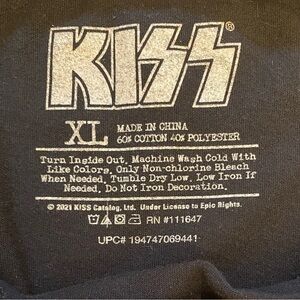 KISS®
XL MADE IN CHINA
60% COTTON 40% POLYESTER
Turn Inside Out. Machine Wash Cold With
Like Colors. Only Non-chlorine Bleach
When Needed. Tumble Dry Low. Low Iron If
Needed. Do Not Iron Decoration.
© 2021 KISS Catalog, Ltd. Under License to Epic Rights.
RN #111647
UPC# 194747069441